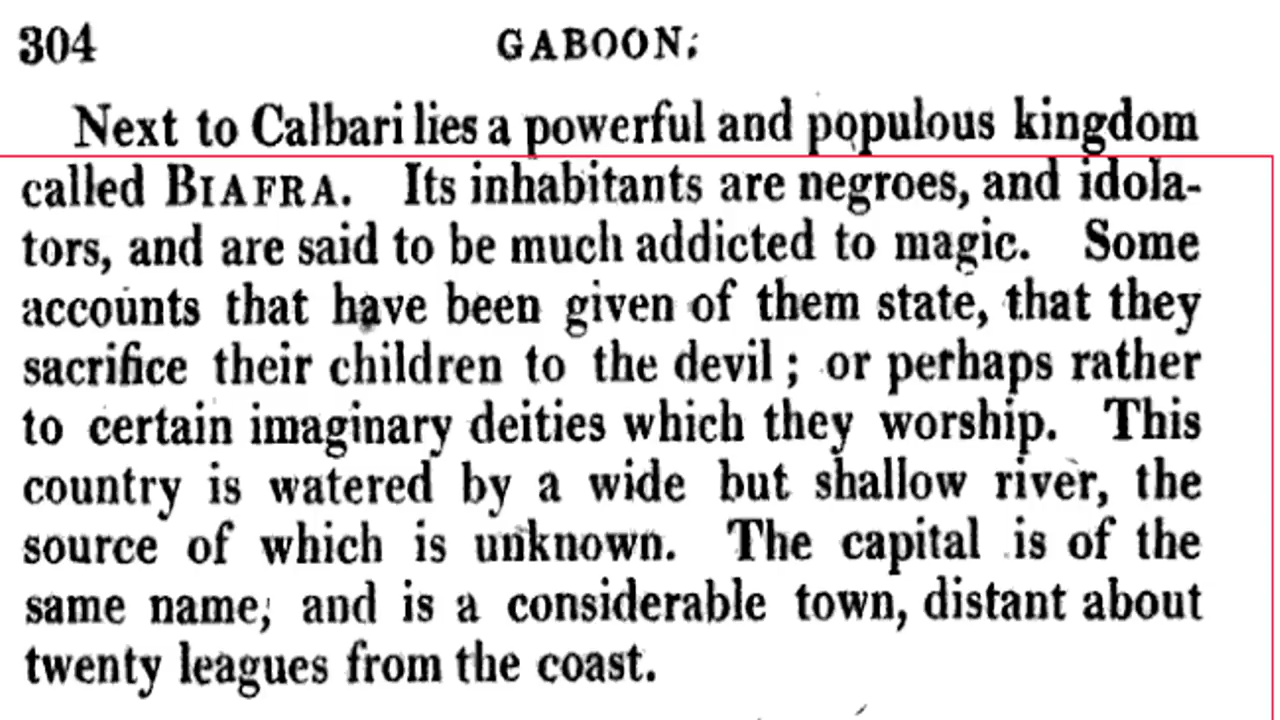 304 GABOON.
Next to Calbari lies a powerful and populous kingdom
called BIAFRA. Its inhabitants are negroes, and idola-
tors, and are said to be much addicted to magic. Some
accounts that have been given of them state, that they
sacrifice their children to the devil; or perhaps rather
to certain imaginary deities which they worship. This
country is watered by a wide but shallow river, the
source of which is unknown. The capital is of the
same name, and is a considerable town, distant about
twenty leagues from the coast.